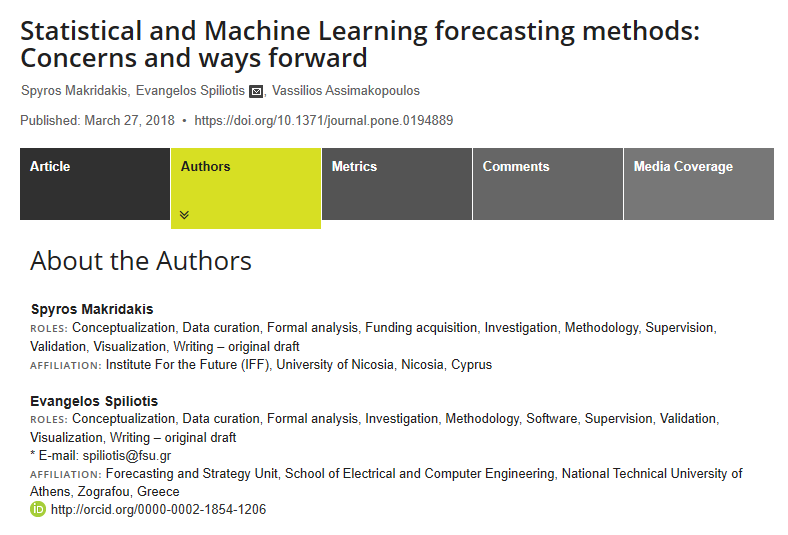 Statistical and Machine Learning forecasting methods:
Concerns and ways forward
Spyros Makridakis, Evangelos Spiliotis, Vassilios Assimakopoulos
Published: March 27, 2018 • https://doi.org/10.1371/journal.pone.0194889
Article Authors Metrics Comments Media Coverage
About the Authors
Spyros Makridakis
ROLES: Conceptualization, Data curation, Formal analysis, Funding acquisition, Investigation, Methodology, Supervision,
Validation, Visualization, Writing – original draft
AFFILIATION: Institute For the Future (IFF), University of Nicosia, Nicosia, Cyprus
Evangelos Spiliotis
ROLES: Conceptualization, Data curation, Formal analysis, Investigation, Methodology, Software, Supervision, Validation,
Visualization, Writing – original draft
* E-mail: spiliotis@fsu.gr
AFFILIATION: Forecasting and Strategy Unit, School of Electrical and Computer Engineering, National Technical University of
Athens, Zografou, Greece
iD http://orcid.org/0000-0002-1854-1206